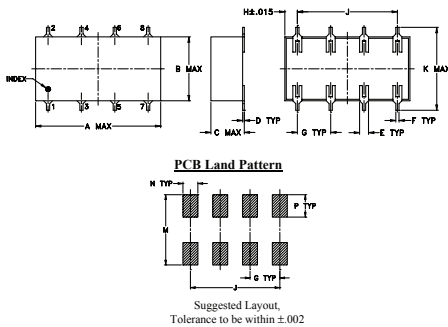 H±.015
J
2 4 6 8
B MAX
K MAX
INDEX
1 3 5 7
D TYP
F TYP
A MAX
C MAX
G TYP
E TYP
PCB Land Pattern
N TYP
P TYP
M
G TYP
J
Suggested Layout,
Tolerance to be within ±.002